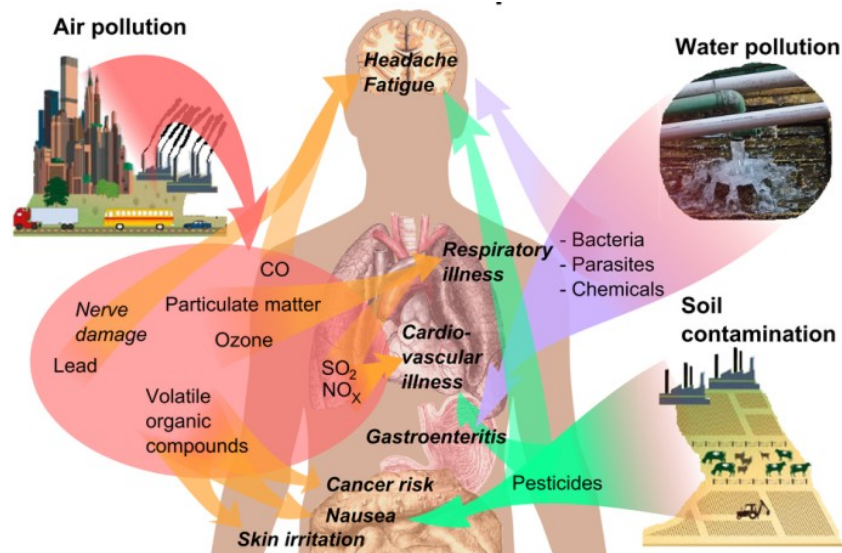 Air pollution
Water pollution
Headache
Fatigue
CO
Respiratory
illness
- Bacteria
- Parasites
- Chemicals
Nerve
damage
Particulate matter
Ozone
Lead
Cardio-
vascular
illness
Soil
contamination
SO₂
NOₓ
Volatile
organic
compounds
Gastroenteritis
Cancer risk
Pesticides
Nausea
Skin irritation